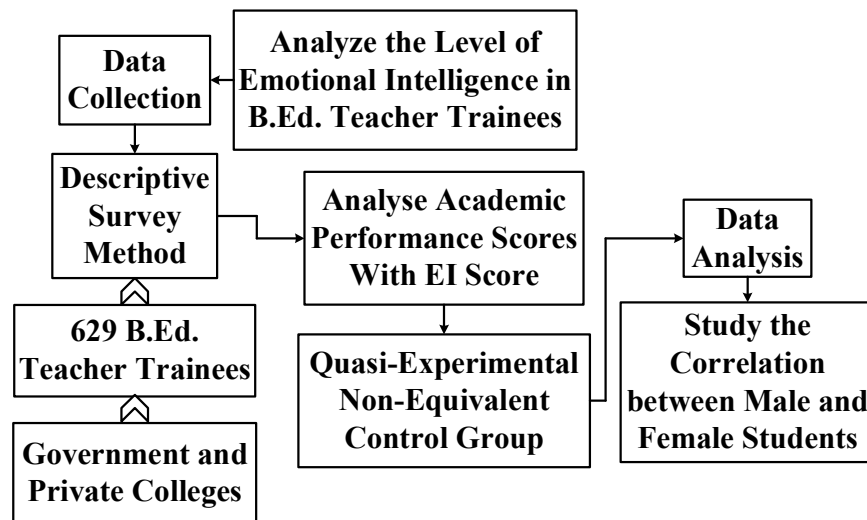 Data
Collection
Analyze the Level of
Emotional Intelligence in
B.Ed. Teacher Trainees
Descriptive
Survey
Method
629 B.Ed.
Teacher Trainees
Government and
Private Colleges
Analyse Academic
Performance Scores
With EI Score
Quasi-Experimental
Non-Equivalent
Control Group
Data
Analysis
Study the
Correlation
between Male and
Female Students